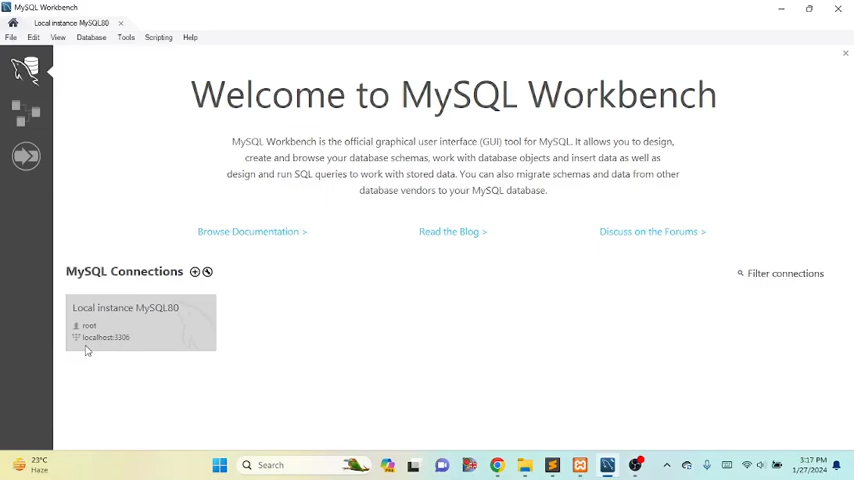 MySQL Workbench
Local instance MySQL80
File Edit View Database Tools Scripting Help
Welcome to MySQL Workbench
MySQL Workbench is the official graphical user interface (GUI) tool for MySQL. It allows you to design,
create and browse your database schemas, work with database objects and insert data as well as
design and run SQL queries to work with stored data. You can also migrate schemas and data from other
database vendors to your MySQL database.
Browse Documentation > Read the Blog > Discuss on the Forums >
MySQL Connections Filter connections
Local instance MySQL80
root
localhost:3306
23°C
Haze
Search
3:17 PM
1/27/2024